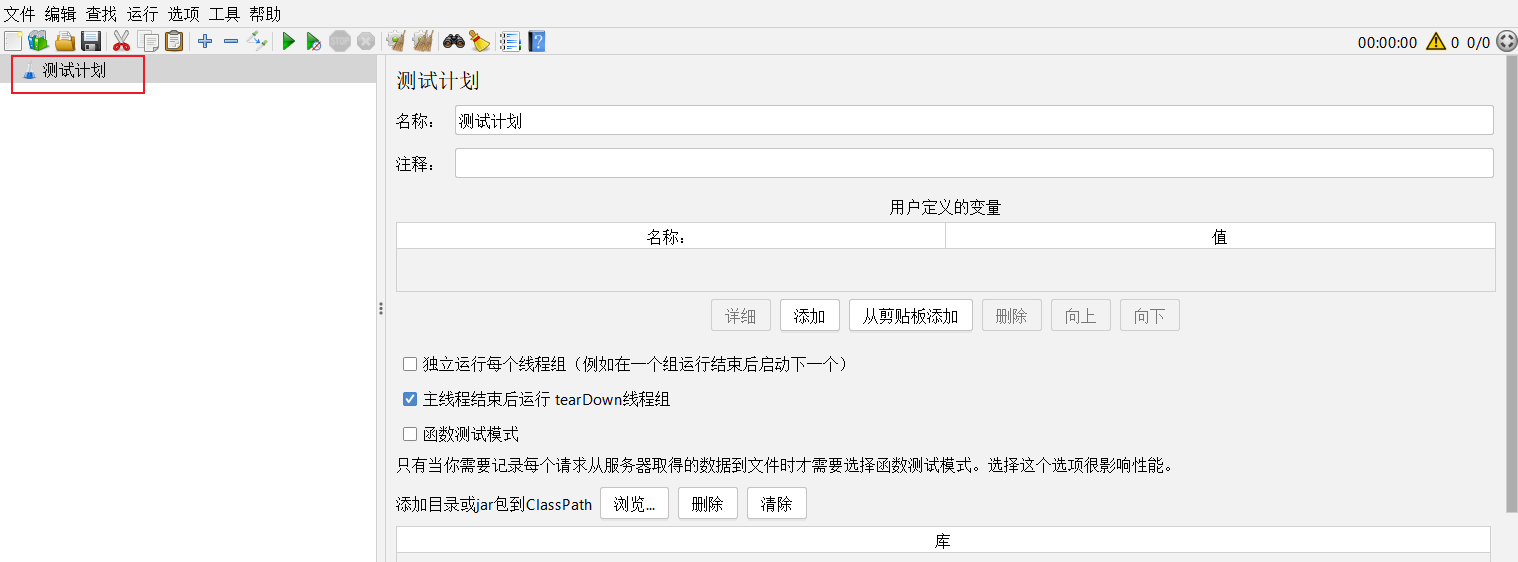 文件 编辑 查找 运行 选项 工具 帮助
STOP ? 00:00:00 0 0/0
测试计划
测试计划
名称： 测试计划
注释：
用户定义的变量
名称： 值
详细 添加 从剪贴板添加 删除 向上 向下
独立运行每个线程组（例如在一个组运行结束后启动下一个）
主线程结束后运行 tearDown线程组
函数测试模式
只有当你需要记录每个请求从服务器取得的数据到文件时才需要选择函数测试模式。选择这个选项很影响性能。
添加目录或jar包到ClassPath 浏览... 删除 清除
库